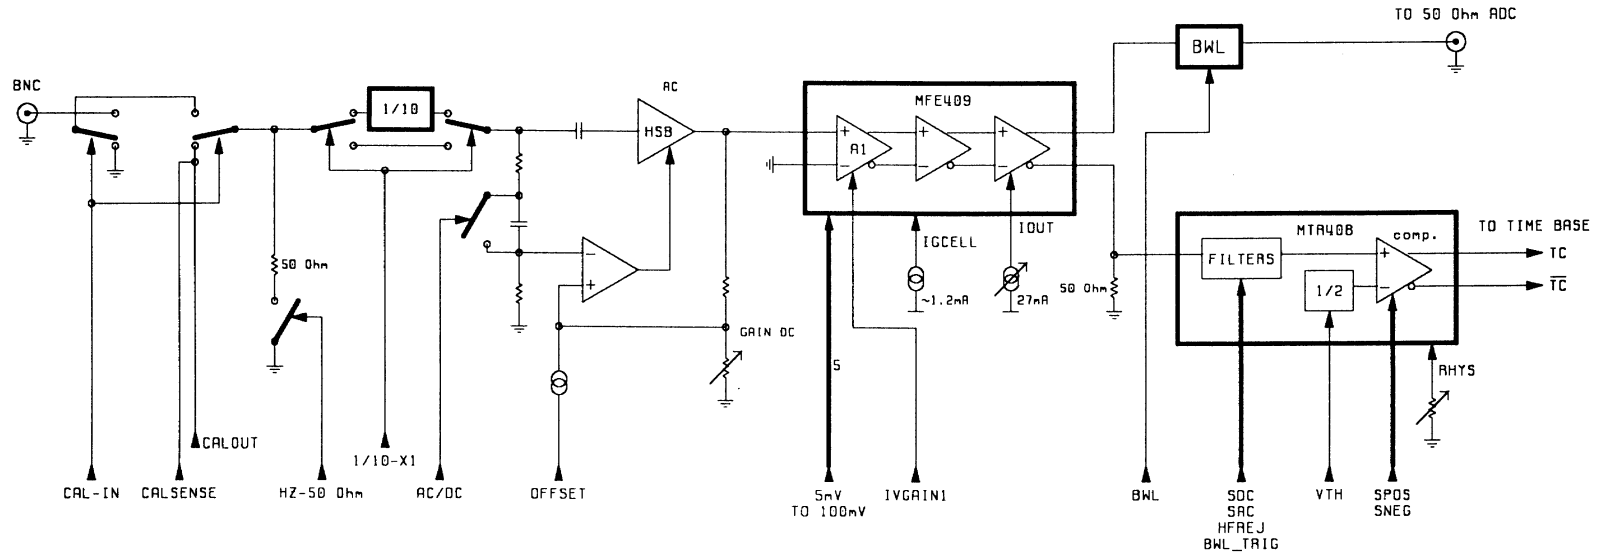 TO 50 Ohm ADC
BWL
BNC
1/10
AC
HSB
MFE409
+ + +
A1
- - -
MTR408
comp.
TO TIME BASE
TC
FILTERS
+
1/2
-
TC
IGCELL
IOUT
50 Ohm
-
+
~1.2mA
27mA
50 Ohm
GAIN DC
5
RHYS
CALOUT
1/10-X1
CAL-IN
CALSENSE
HZ-50 Ohm
AC/DC
OFFSET
5mV
TO 100mV
IVGAIN1
BWL
SDC
SAC
HFREJ
BWL_TRIG
VTH
SPOS
SNEG